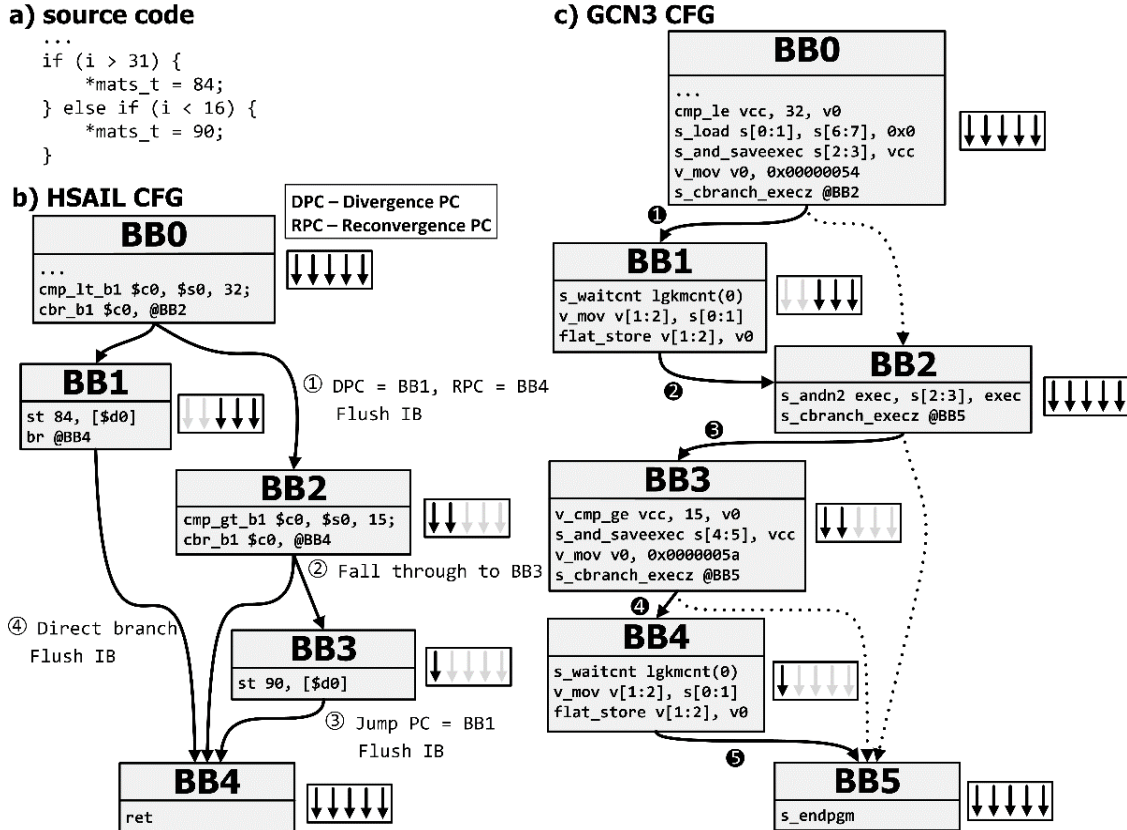 a) source code
...
if (i > 31) {
*mats_t = 84;
} else if (i < 16) {
*mats_t = 90;
}
b) HSAIL CFG
DPC – Divergence PC
RPC – Reconvergence PC
BB0
...
cmp_lt_b1 $c0, $s0, 32;
cbr_b1 $c0, @BB2
BB1
st 84, [$d0]
br @BB4
① DPC = BB1, RPC = BB4
Flush IB
BB2
cmp_gt_b1 $c0, $s0, 15;
cbr_b1 $c0, @BB4
② Fall through to BB3
④ Direct branch
Flush IB
BB3
st 90, [$d0]
③ Jump PC = BB1
Flush IB
BB4
ret
c) GCN3 CFG
BB0
...
cmp_le vcc, 32, v0
s_load s[0:1], s[6:7], 0x0
s_and_saveexec s[2:3], vcc
v_mov v0, 0x00000054
s_cbranch_execz @BB2
❶
BB1
s_waitcnt lgkmcnt(0)
v_mov v[1:2], s[0:1]
flat_store v[1:2], v0
❷
BB2
s_andn2 exec, s[2:3], exec
s_cbranch_execz @BB5
❸
BB3
v_cmp_ge vcc, 15, v0
s_and_saveexec s[4:5], vcc
v_mov v0, 0x0000005a
s_cbranch_execz @BB5
❹
BB4
s_waitcnt lgkmcnt(0)
v_mov v[1:2], s[0:1]
flat_store v[1:2], v0
❺
BB5
s_endpgm